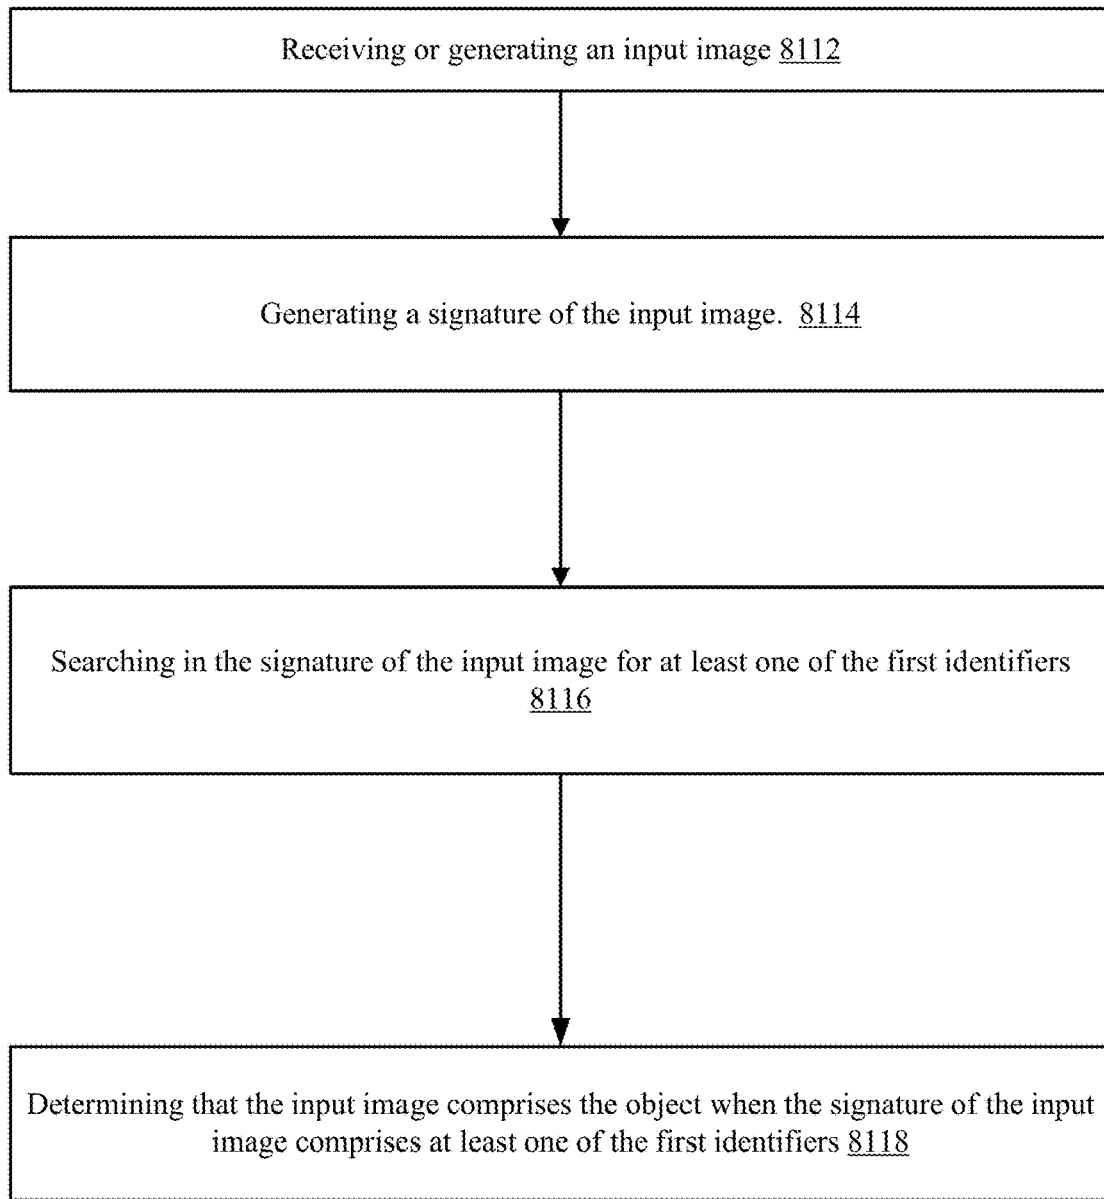 Receiving or generating an input image 8112
Generating a signature of the input image. 8114
Searching in the signature of the input image for at least one of the first identifiers
8116
Determining that the input image comprises the object when the signature of the input
image comprises at least one of the first identifiers 8118